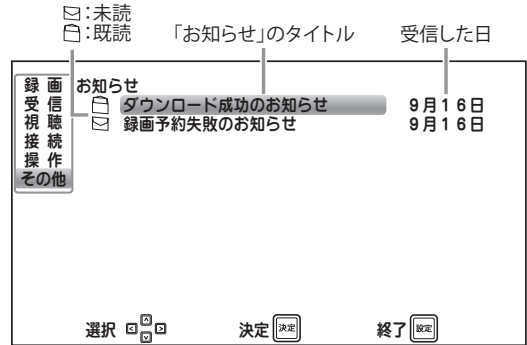 :未読
:既読
「お知らせ」のタイトル
受信した日
録画
受信
視聴
接続
操作
その他
お知らせ
ダウンロード成功のお知らせ 9月16日
録画予約失敗のお知らせ 9月16日
選択 決定 決定 終了 設定